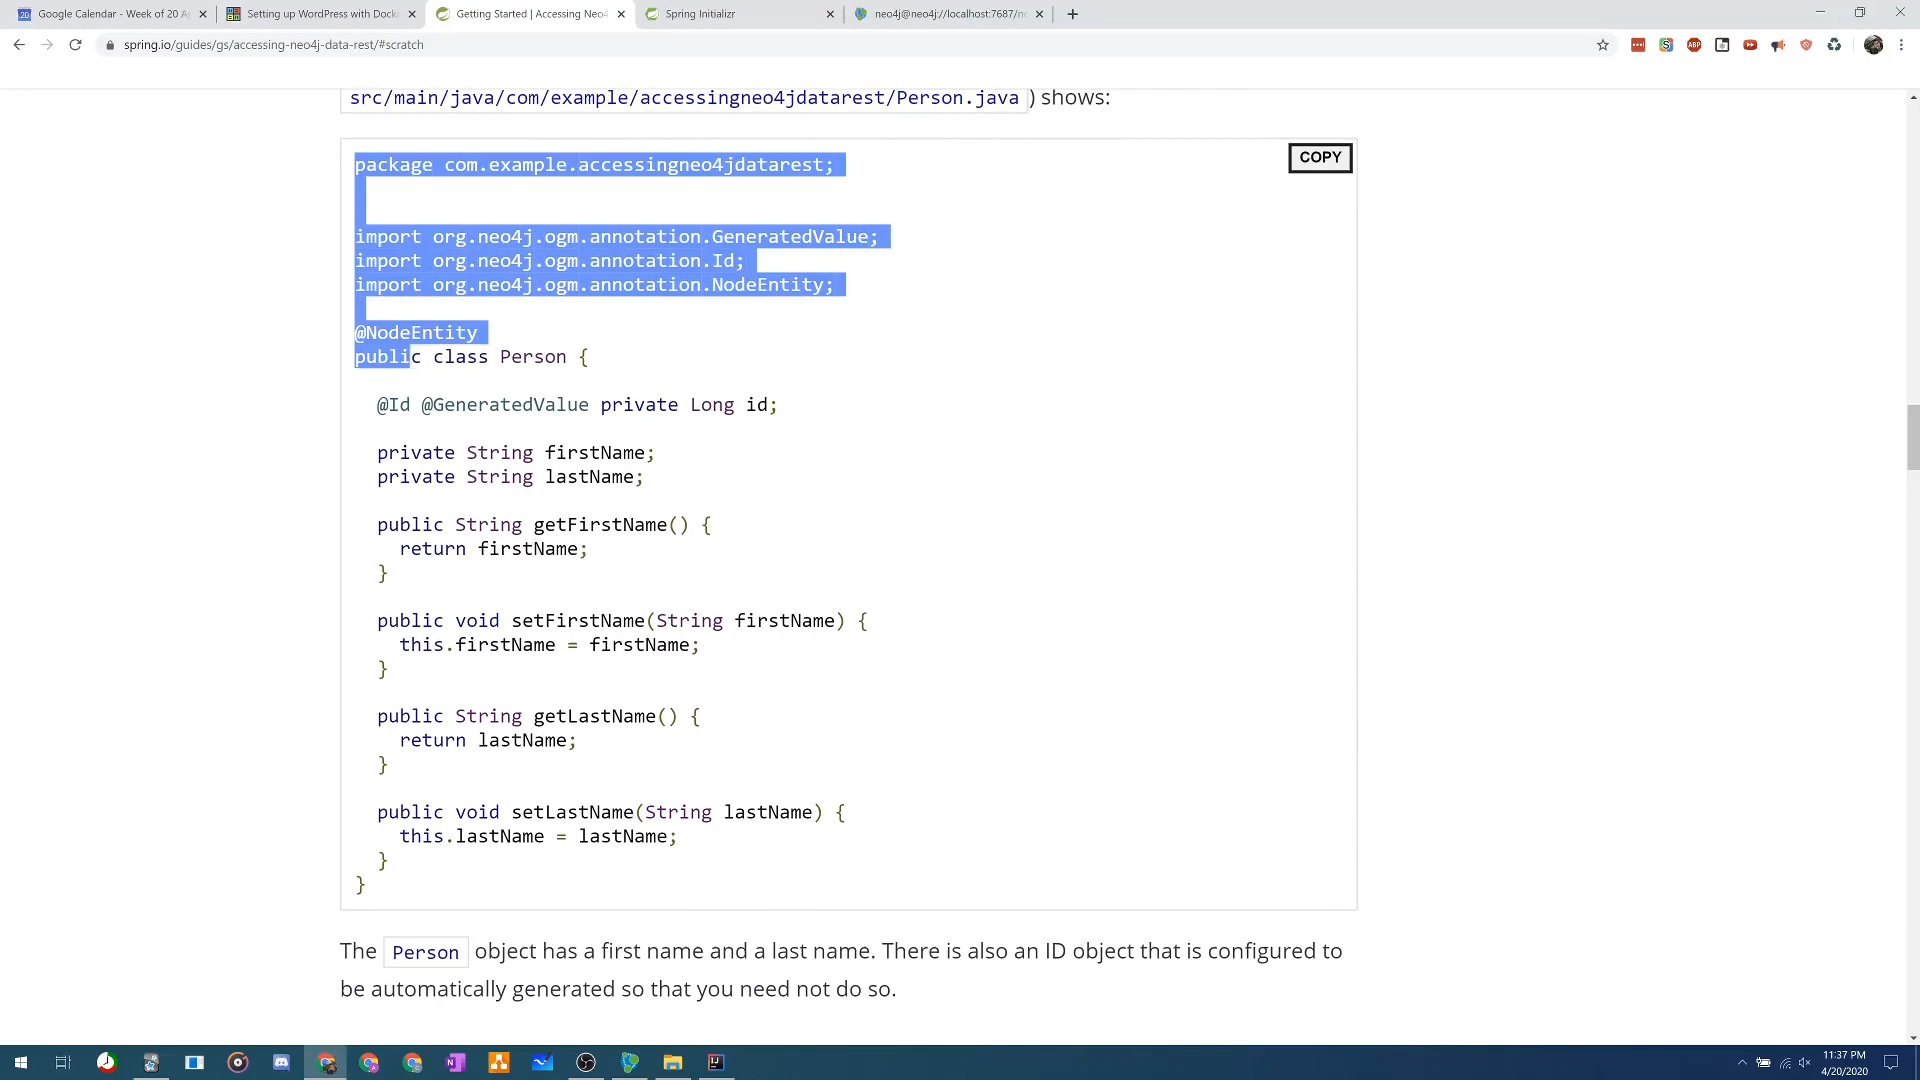 Google Calendar - Week of 20 A
Setting up WordPress with Docke
Getting Started | Accessing Neo4
Spring Initializr
neo4j@neo4j://localhost:7687/ne
spring.io/guides/gs/accessing-neo4j-data-rest/#scratch
src/main/java/com/example/accessingneo4jdatarest/Person.java ) shows:
COPY
package com.example.accessingneo4jdatarest;
import org.neo4j.ogm.annotation.GeneratedValue;
import org.neo4j.ogm.annotation.Id;
import org.neo4j.ogm.annotation.NodeEntity;
@NodeEntity
public class Person {
@Id @GeneratedValue private Long id;
private String firstName;
private String lastName;
public String getFirstName() {
return firstName;
}
public void setFirstName(String firstName) {
this.firstName = firstName;
}
public String getLastName() {
return lastName;
}
public void setLastName(String lastName) {
this.lastName = lastName;
}
}
The Person object has a first name and a last name. There is also an ID object that is configured to
be automatically generated so that you need not do so.
11:37 PM
4/20/2020